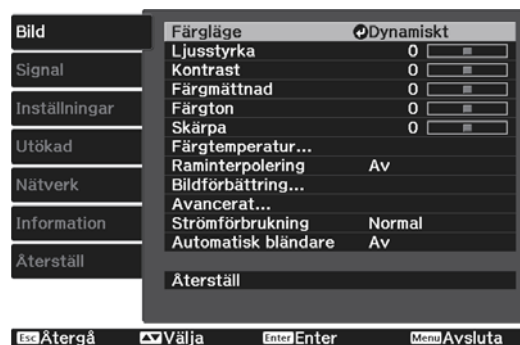 Bild
Signal
Inställningar
Utökad
Nätverk
Information
Återställ
Färgläge Dynamiskt
Ljusstyrka 0
Kontrast 0
Färgmättnad 0
Färgton 0
Skärpa 0
Färgtemperatur...
Raminterpolering Av
Bildförbättring...
Avancerat...
Strömförbrukning Normal
Automatisk bländare Av
Återställ
Esc Återgå Välja Enter Enter Menu Avsluta